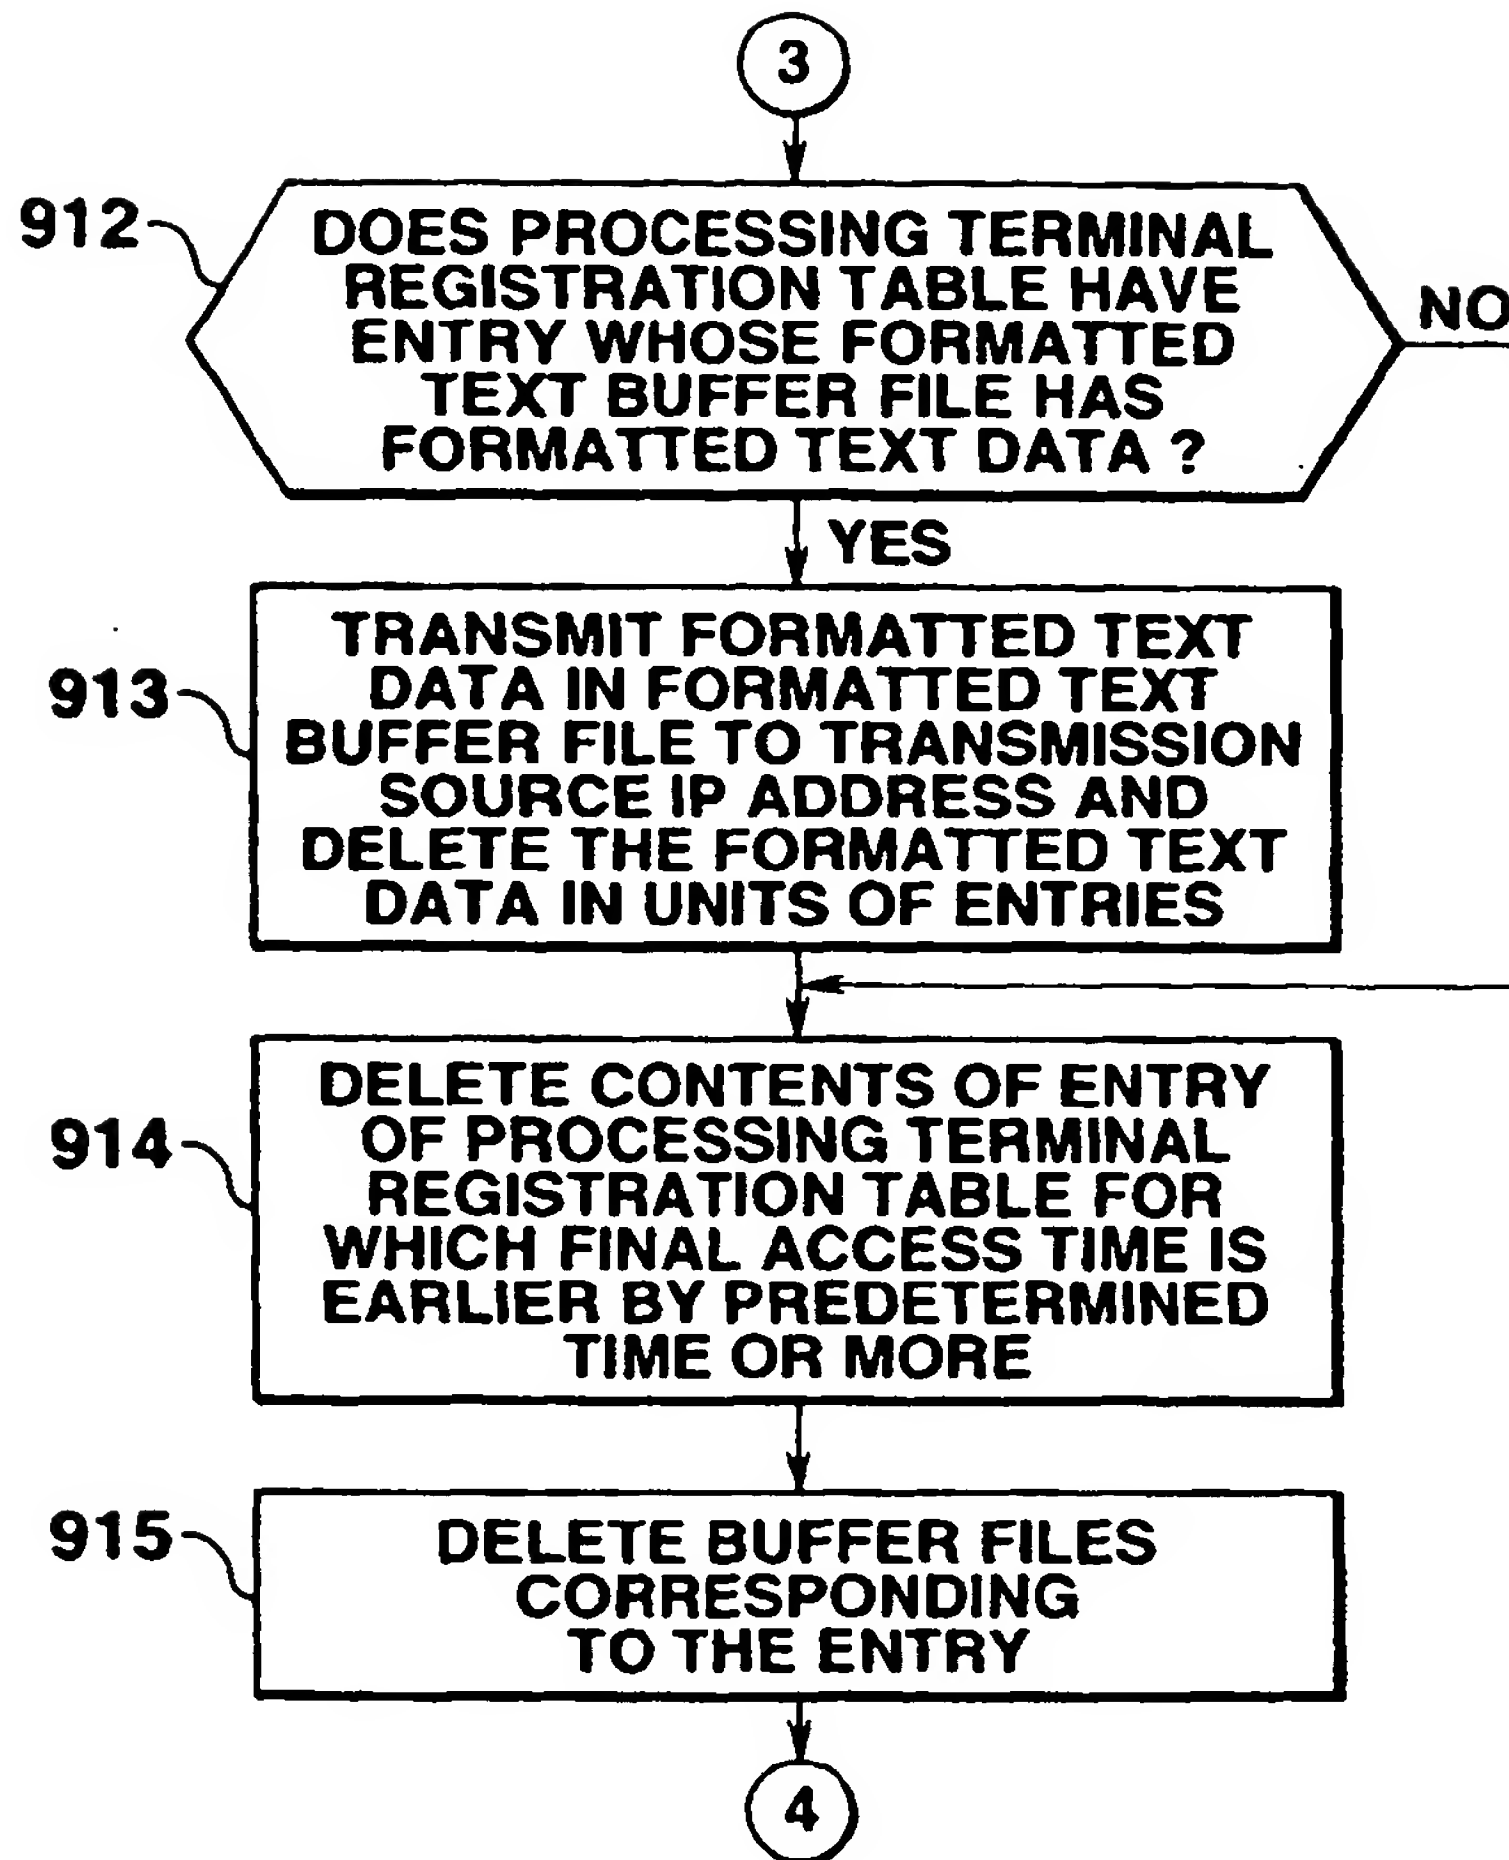 3
912
DOES PROCESSING TERMINAL
REGISTRATION TABLE HAVE
ENTRY WHOSE FORMATTED
TEXT BUFFER FILE HAS
FORMATTED TEXT DATA ?
NO
YES
913
TRANSMIT FORMATTED TEXT
DATA IN FORMATTED TEXT
BUFFER FILE TO TRANSMISSION
SOURCE IP ADDRESS AND
DELETE THE FORMATTED TEXT
DATA IN UNITS OF ENTRIES
914
DELETE CONTENTS OF ENTRY
OF PROCESSING TERMINAL
REGISTRATION TABLE FOR
WHICH FINAL ACCESS TIME IS
EARLIER BY PREDETERMINED
TIME OR MORE
915
DELETE BUFFER FILES
CORRESPONDING
TO THE ENTRY
4